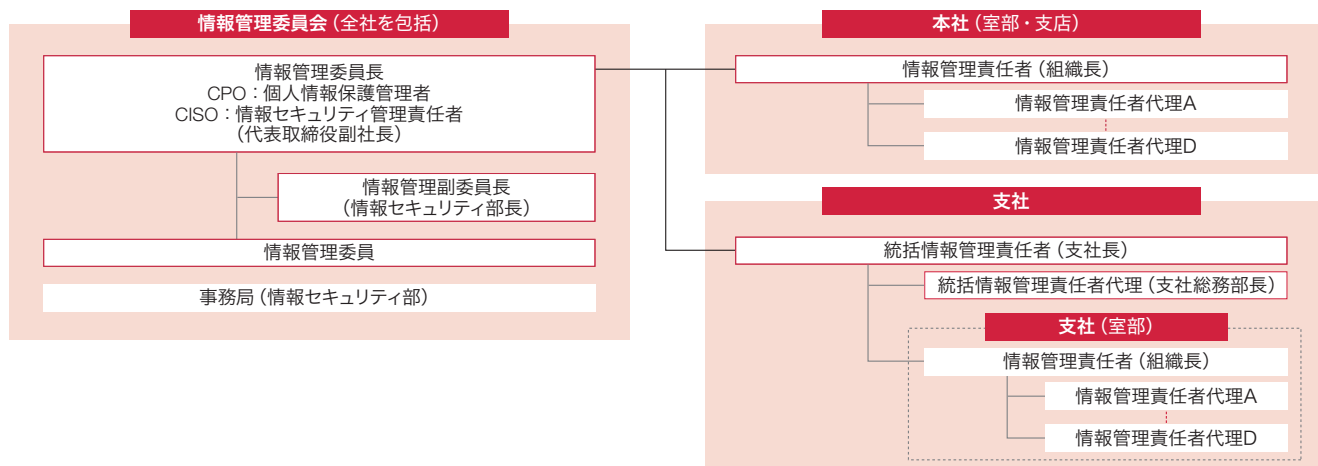 情報管理委員会（全社を包括）
情報管理委員長
CPO：個人情報保護管理者
CISO：情報セキュリティ管理責任者
（代表取締役副社長）
情報管理副委員長
（情報セキュリティ部長）
情報管理委員
事務局（情報セキュリティ部）
本社（室部・支店）
情報管理責任者（組織長）
情報管理責任者代理A
情報管理責任者代理D
支社
統括情報管理責任者（支社長）
統括情報管理責任者代理（支社総務部長）
支社（室部）
情報管理責任者（組織長）
情報管理責任者代理A
情報管理責任者代理D